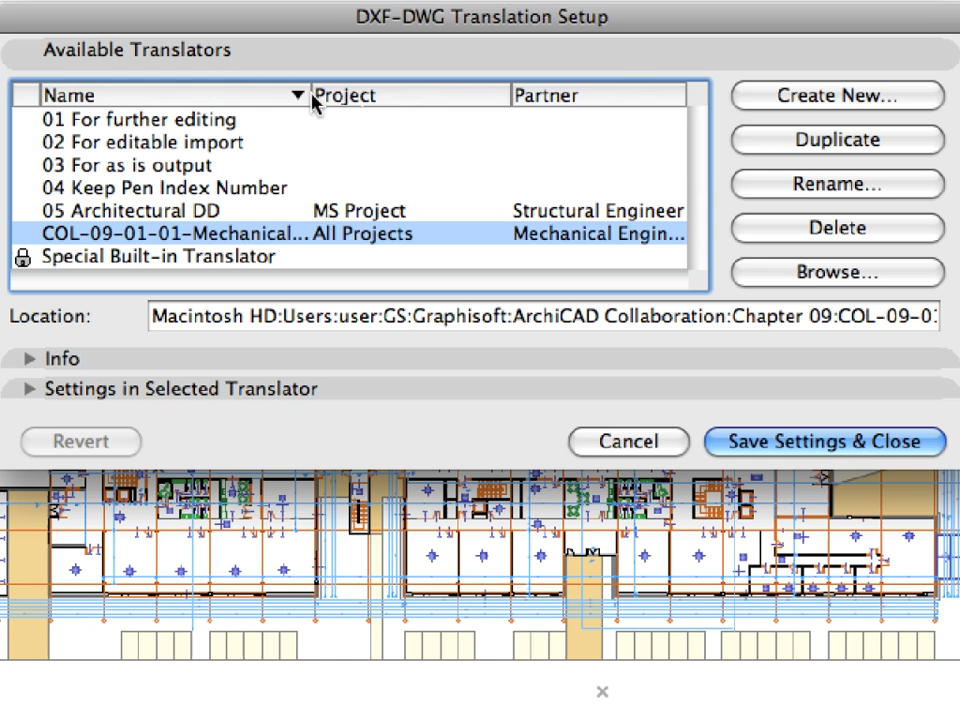 DXF-DWG Translation Setup
Available Translators
Name Project Partner
01 For further editing
02 For editable import
03 For as is output
04 Keep Pen Index Number
05 Architectural DD MS Project Structural Engineer
COL-09-01-01-Mechanical... All Projects Mechanical Engin...
Special Built-in Translator
Create New...
Duplicate
Rename...
Delete
Browse...
Location: Macintosh HD:Users:user:GS:Graphisoft:ArchiCAD Collaboration:Chapter 09:COL-09-01
Info
Settings in Selected Translator
Revert Cancel Save Settings & Close